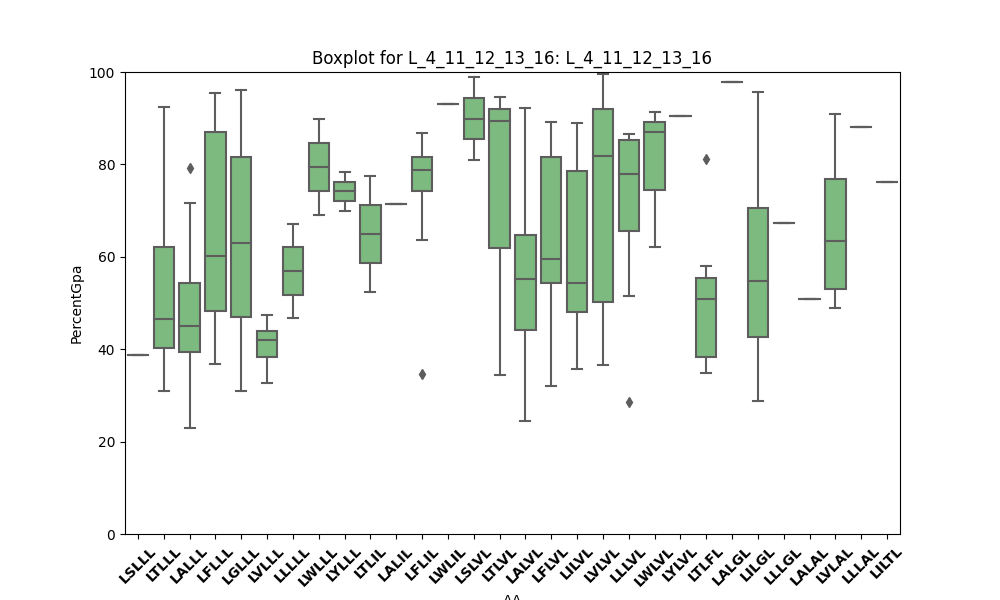 Boxplot for L_4_11_12_13_16: L_4_11_12_13_16
100
80
60
40
20
0
PercentGpa
LSLLL LTLLL LALLL LFLLL LGLLL LVLLL LLLLL LWLLL LYLLL LTLIL LALIL LFLIL LWLIL LSLVL LTLVL LALVL LFLVL LILVL LVLVL LLLVL LWLVL LYLVL LTLFL LALGL LILGL LLLGL LALAL LVLAL LLLAL LILTL
AA